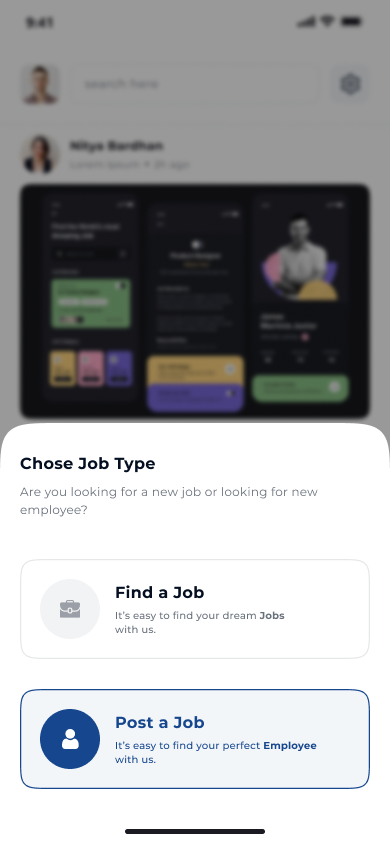 9:41
search here
Nitya Bardhan
Lorem ipsum • 2h ago
Chose Job Type
Are you looking for a new job or looking for new
employee?
Find a Job
It's easy to find your dream Jobs
with us.
Post a Job
It's easy to find your perfect Employee
with us.